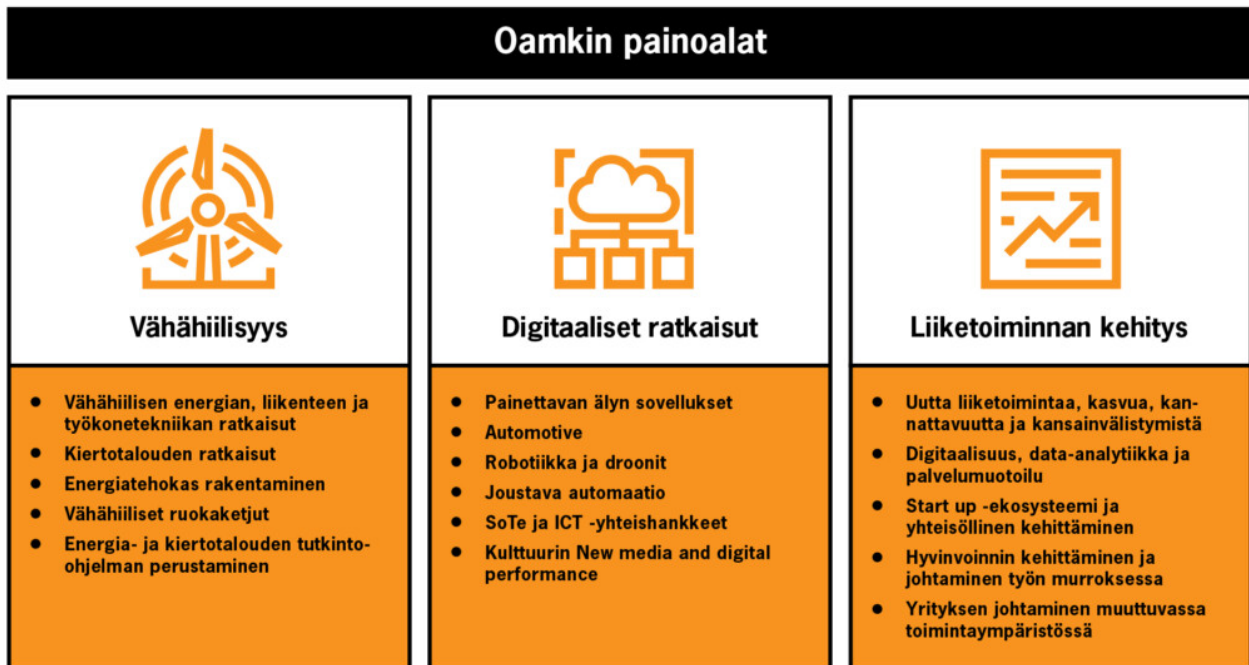 Oamkin painoalat
Vähähiilisyys
• Vähähiilisen energian, liikenteen ja
työkonetekniikan ratkaisut
• Kiertotalouden ratkaisut
• Energiatehokas rakentaminen
• Vähähiiliset ruokaketjut
• Energia- ja kiertotalouden tutkinto-
ohjelman perustaminen
Digitaaliset ratkaisut
• Painettavan älyn sovellukset
• Automotive
• Robotiikka ja droonit
• Joustava automaatio
• SoTe ja ICT -yhteishankkeet
• Kulttuurin New media and digital
performance
Liiketoiminnan kehitys
• Uutta liiketoimintaa, kasvua, kan-
nattavuutta ja kansainvälistymistä
• Digitaalisuus, data-analytiikka ja
palvelumuotoilu
• Start up -ekosysteemi ja
yhteisöllinen kehittäminen
• Hyvinvoinnin kehittäminen ja
johtaminen työn murroksessa
• Yrityksen johtaminen muuttuvassa
toimintaympäristössä